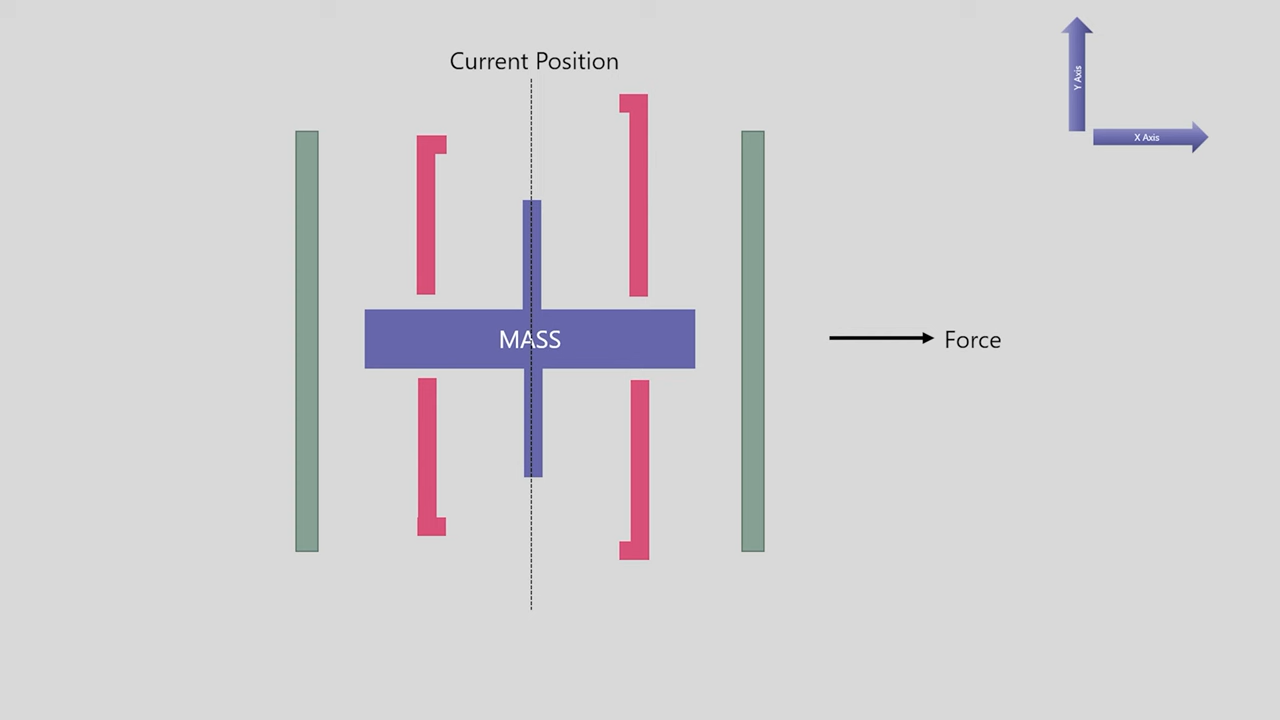 Current Position
Y Axis
X Axis
MASS
Force